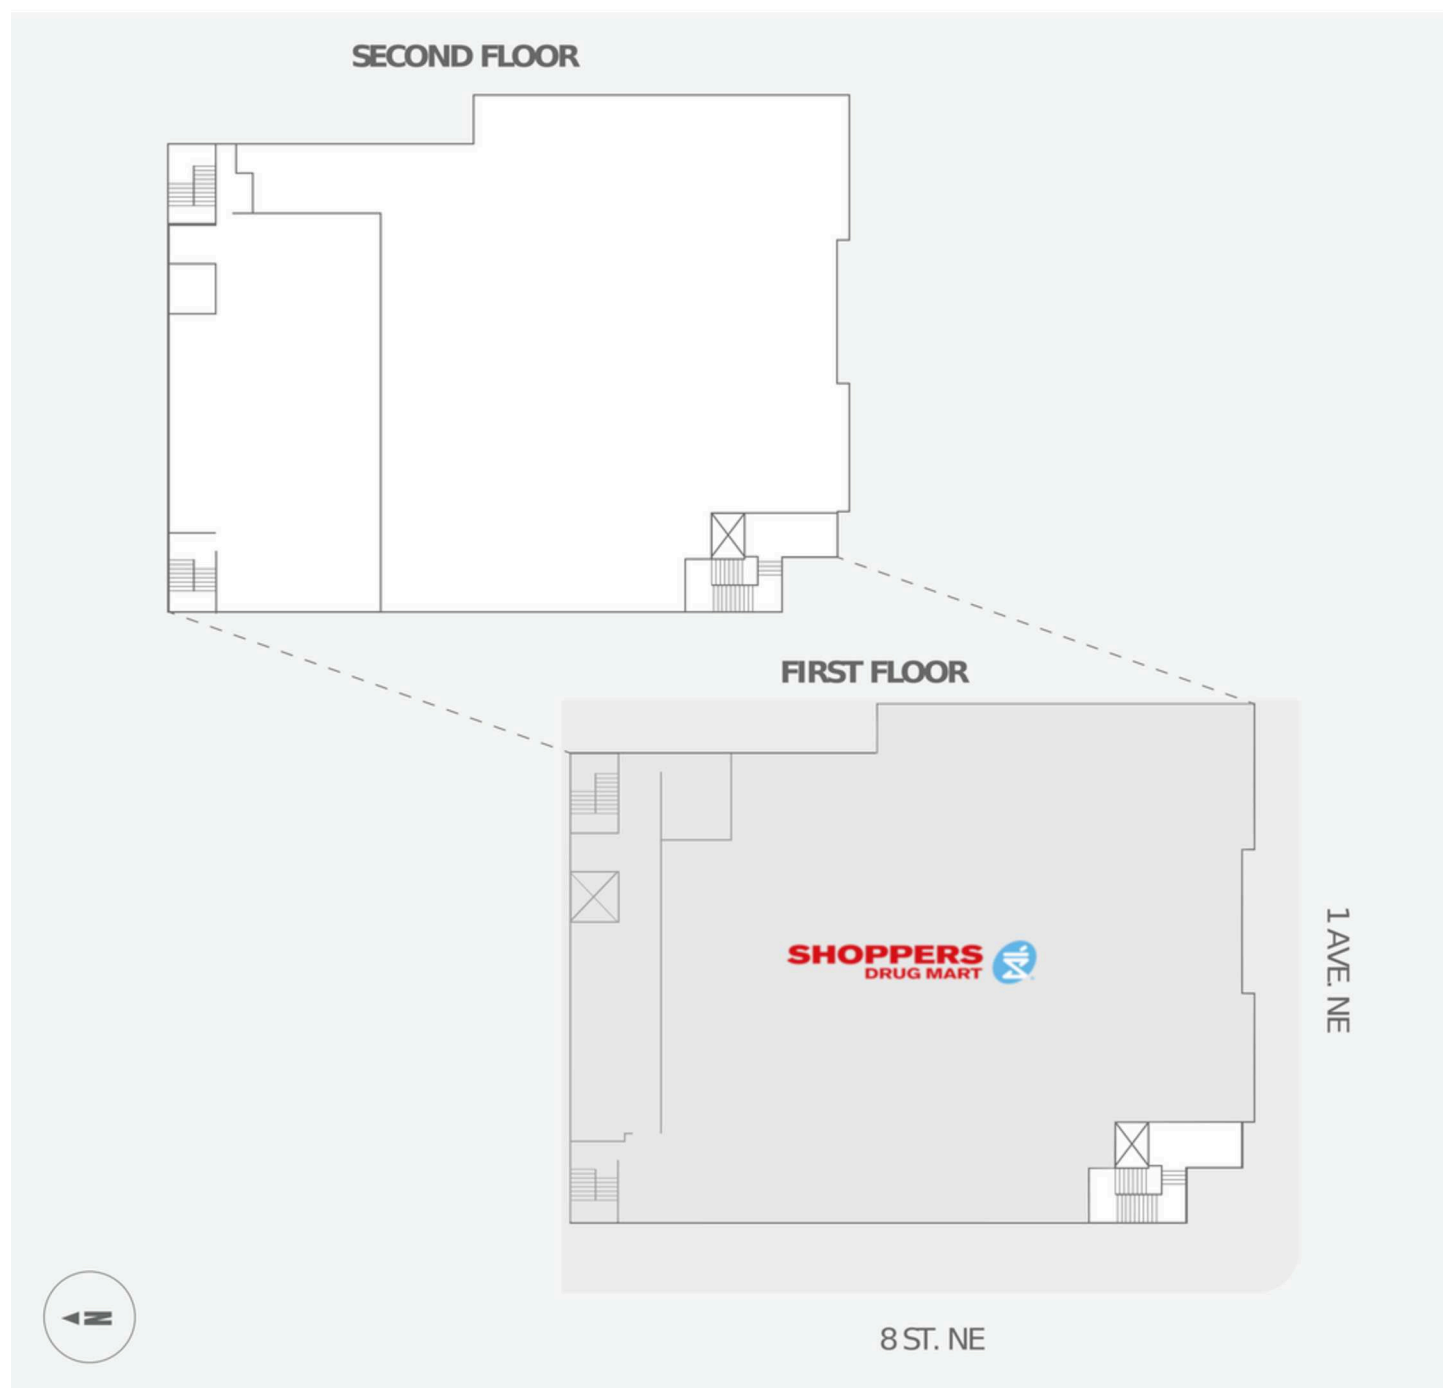 SECOND FLOOR
FIRST FLOOR
SHOPPERS
DRUG MART
1 AVE. NE
8 ST. NE
N